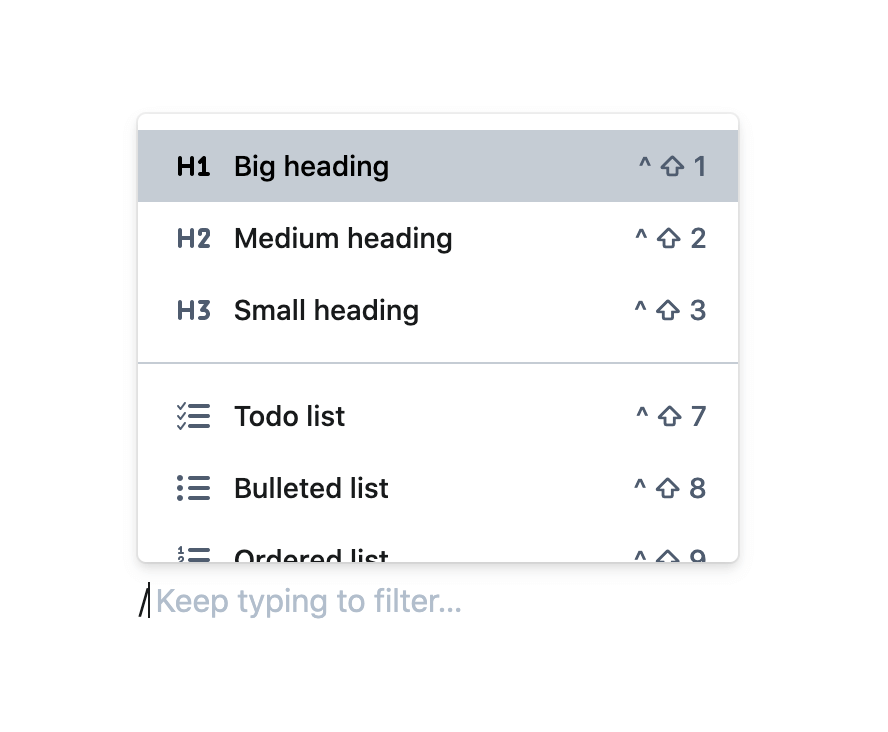 H1 Big heading ^ ⇧ 1
H2 Medium heading ^ ⇧ 2
H3 Small heading ^ ⇧ 3
Todo list ^ ⇧ 7
Bulleted list ^ ⇧ 8
Ordered list ^ ⇧ 9
/Keep typing to filter...